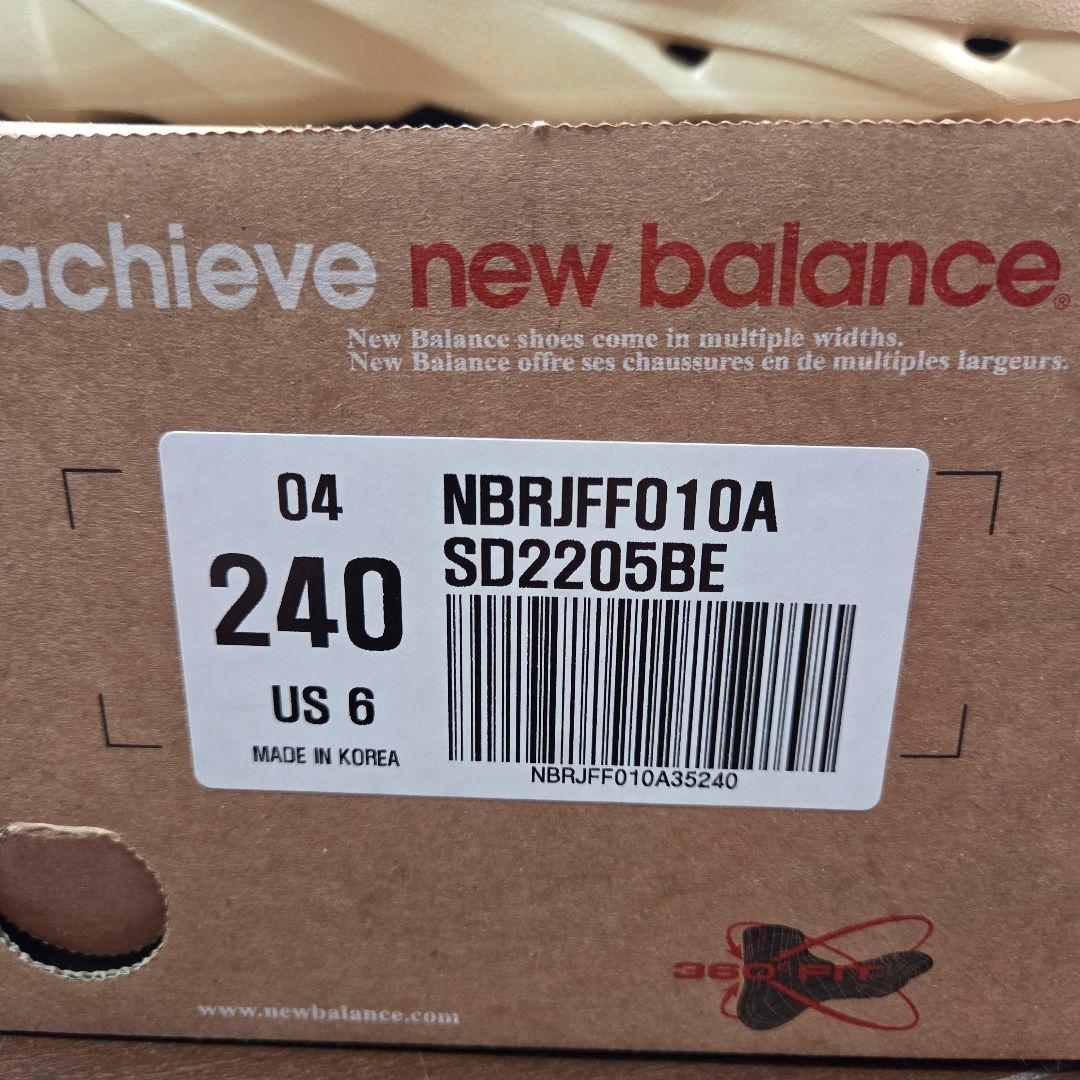 achieve new balance®
New Balance shoes come in multiple widths.
New Balance offre ses chaussures en de multiples largeurs.
04
240
US 6
MADE IN KOREA
NBRJFF010A
SD2205BE
NBRJFF010A35240
360° FIT
www.newbalance.com